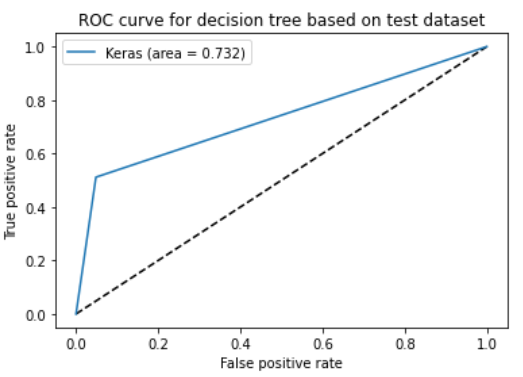 ROC curve for decision tree based on test dataset
Keras (area = 0.732)
1.0
0.8
0.6
0.4
0.2
0.0
True positive rate
0.0 0.2 0.4 0.6 0.8 1.0
False positive rate